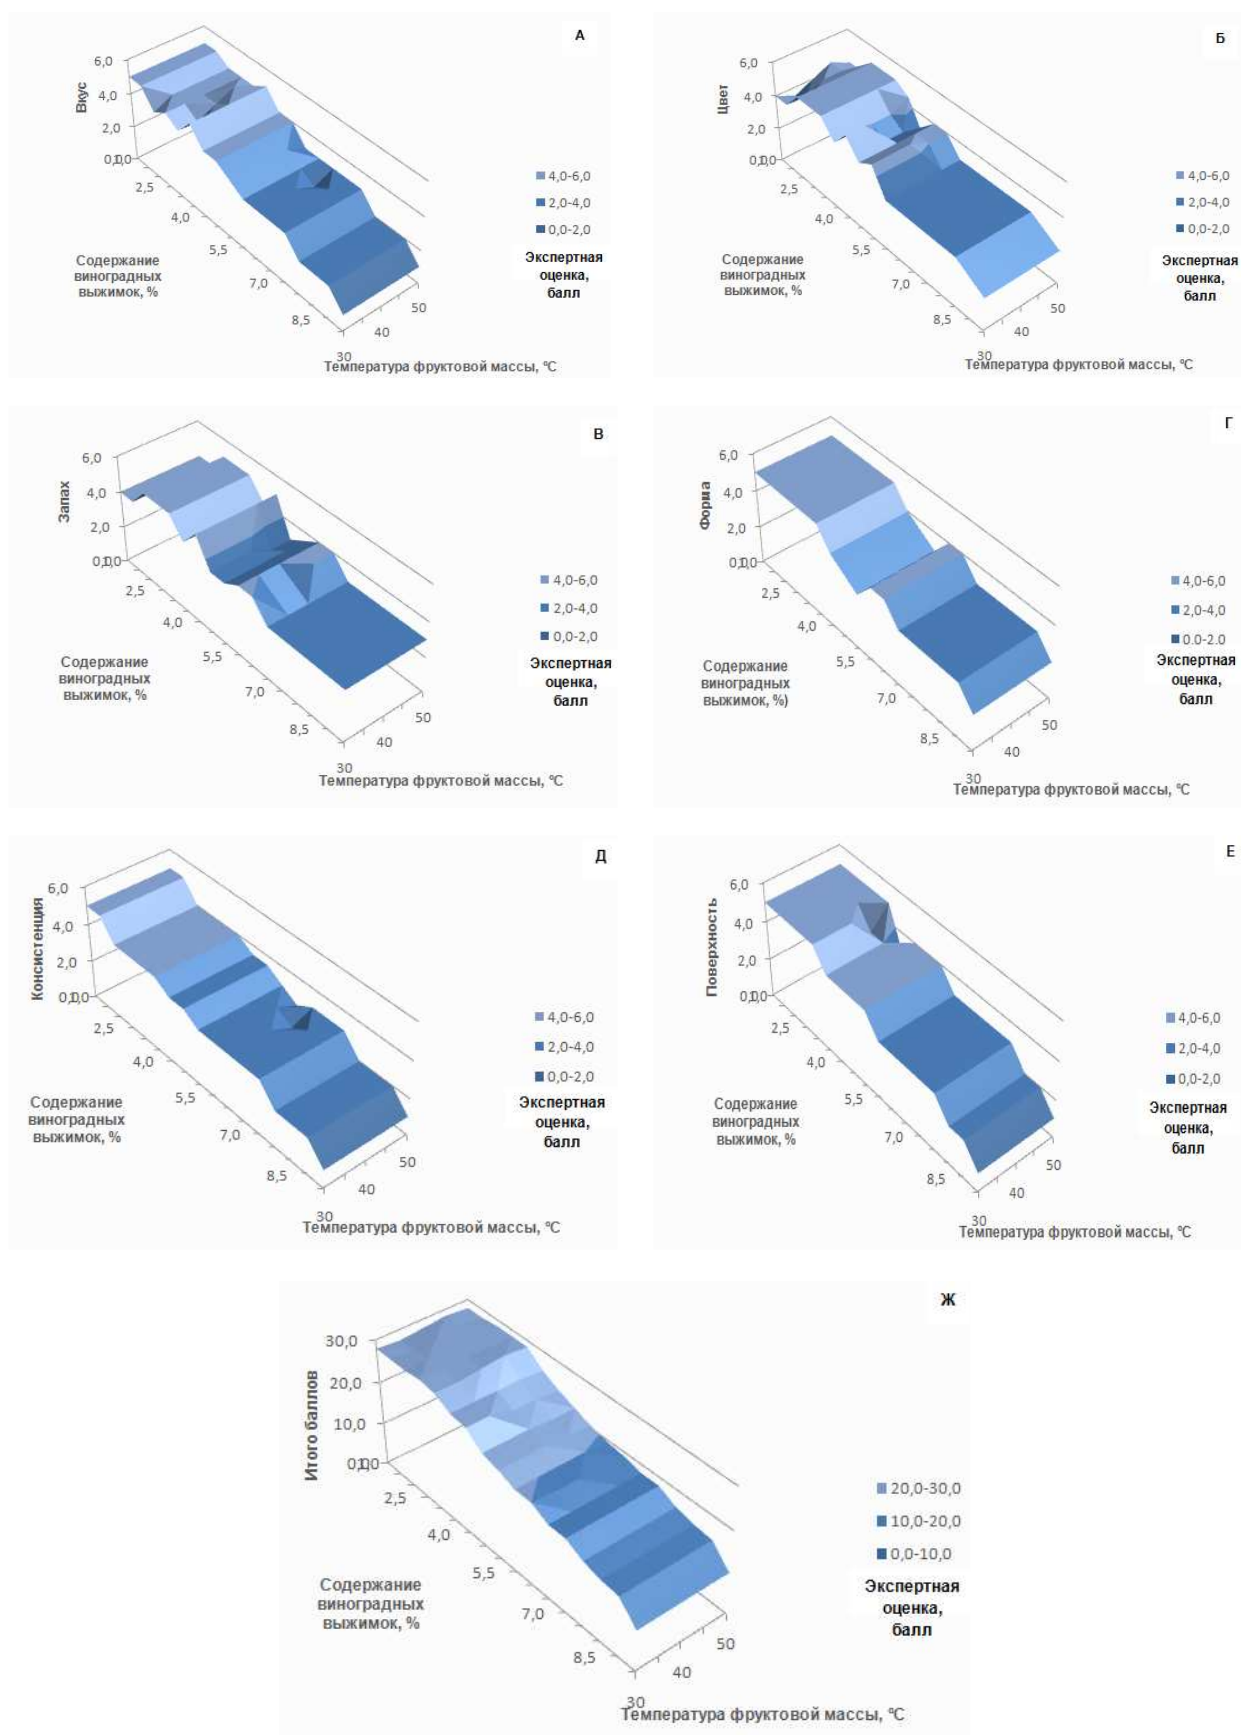 А
Вкус
6,0
4,0
2,0
0,0
1,0
2,5
4,0
5,5
7,0
8,5
30
40
50
Содержание
виноградных
выжимок, %
Температура фруктовой массы, °С
4,0-6,0
2,0-4,0
0,0-2,0
Экспертная
оценка,
балл
Б
Цвет
6,0
4,0
2,0
0,0
1,0
2,5
4,0
5,5
7,0
8,5
30
40
50
Содержание
виноградных
выжимок, %
Температура фруктовой массы, °С
4,0-6,0
2,0-4,0
0,0-2,0
Экспертная
оценка,
балл
В
Запах
6,0
4,0
2,0
0,0
1,0
2,5
4,0
5,5
7,0
8,5
30
40
50
Содержание
виноградных
выжимок, %
Температура фруктовой массы, °С
4,0-6,0
2,0-4,0
0,0-2,0
Экспертная
оценка,
балл
Г
Форма
6,0
4,0
2,0
0,0
1,0
2,5
4,0
5,5
7,0
8,5
30
40
50
Содержание
виноградных
выжимок, %)
Температура фруктовой массы, °С
4,0-6,0
2,0-4,0
0.0-2.0
Экспертная
оценка,
балл
Д
Консистенция
6,0
4,0
2,0
0,0
1,0
2,5
4,0
5,5
7,0
8,5
30
40
50
Содержание
виноградных
выжимок, %
Температура фруктовой массы, °С
4,0-6,0
2,0-4,0
0,0-2,0
Экспертная
оценка,
балл
Е
Поверхность
6,0
4,0
2,0
0,0
1,0
2,5
4,0
5,5
7,0
8,5
30
40
50
Содержание
виноградных
выжимок, %
Температура фруктовой массы, °С
4,0-6,0
2,0-4,0
0,0-2,0
Экспертная
оценка,
балл
Ж
Итого баллов
30,0
20,0
10,0
0,0
1,0
2,5
4,0
5,5
7,0
8,5
30
40
50
Содержание
виноградных
выжимок, %
Температура фруктовой массы, °С
20,0-30,0
10,0-20,0
0,0-10,0
Экспертная
оценка,
балл